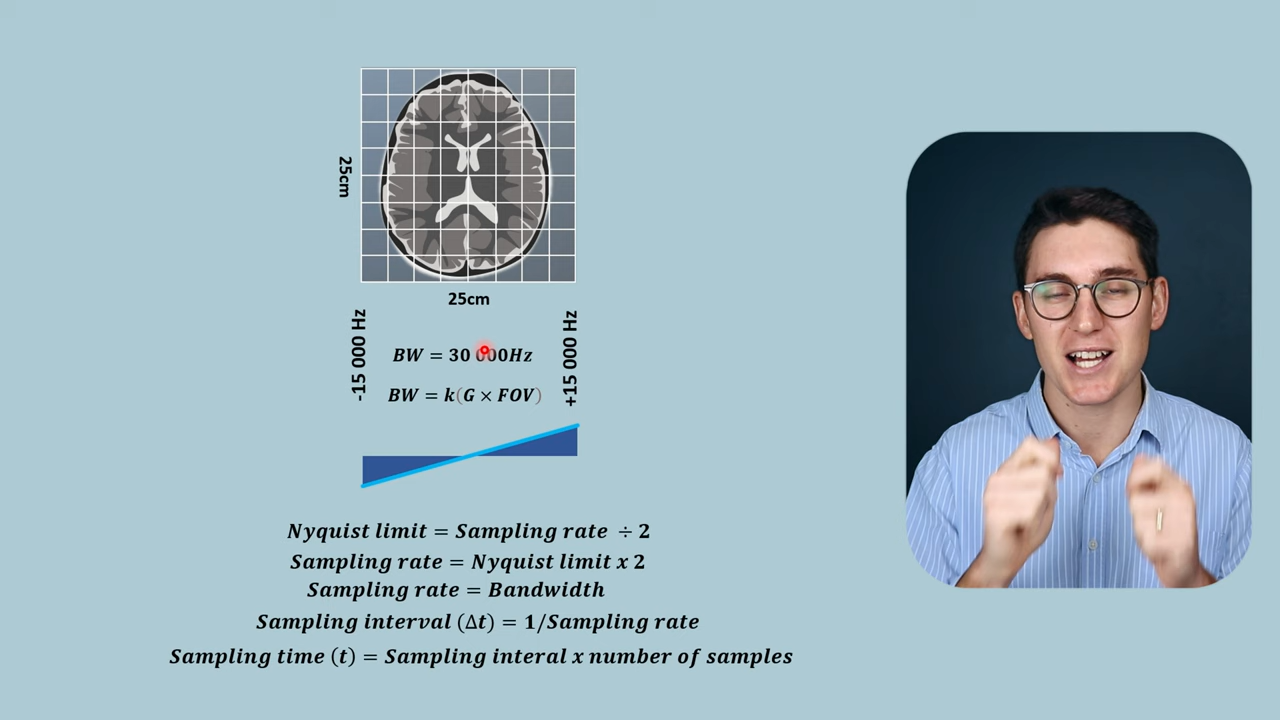 25cm
25cm
-15 000 Hz
+15 000 Hz
BW = 30 000Hz
BW = k(G × FOV)
Nyquist limit = Sampling rate ÷ 2
Sampling rate = Nyquist limit x 2
Sampling rate = Bandwidth
Sampling interval (Δt) = 1/Sampling rate
Sampling time (t) = Sampling interal x number of samples